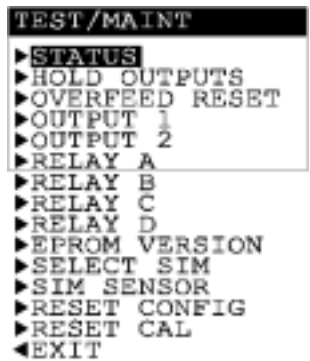 TEST/MAINT
▶STATUS
▶HOLD OUTPUTS
▶OVERFEED RESET
▶OUTPUT 1
▶OUTPUT 2
▶RELAY A
▶RELAY B
▶RELAY C
▶RELAY D
▶EPROM VERSION
▶SELECT SIM
▶SIM SENSOR
▶RESET CONFIG
▶RESET CAL
◀EXIT